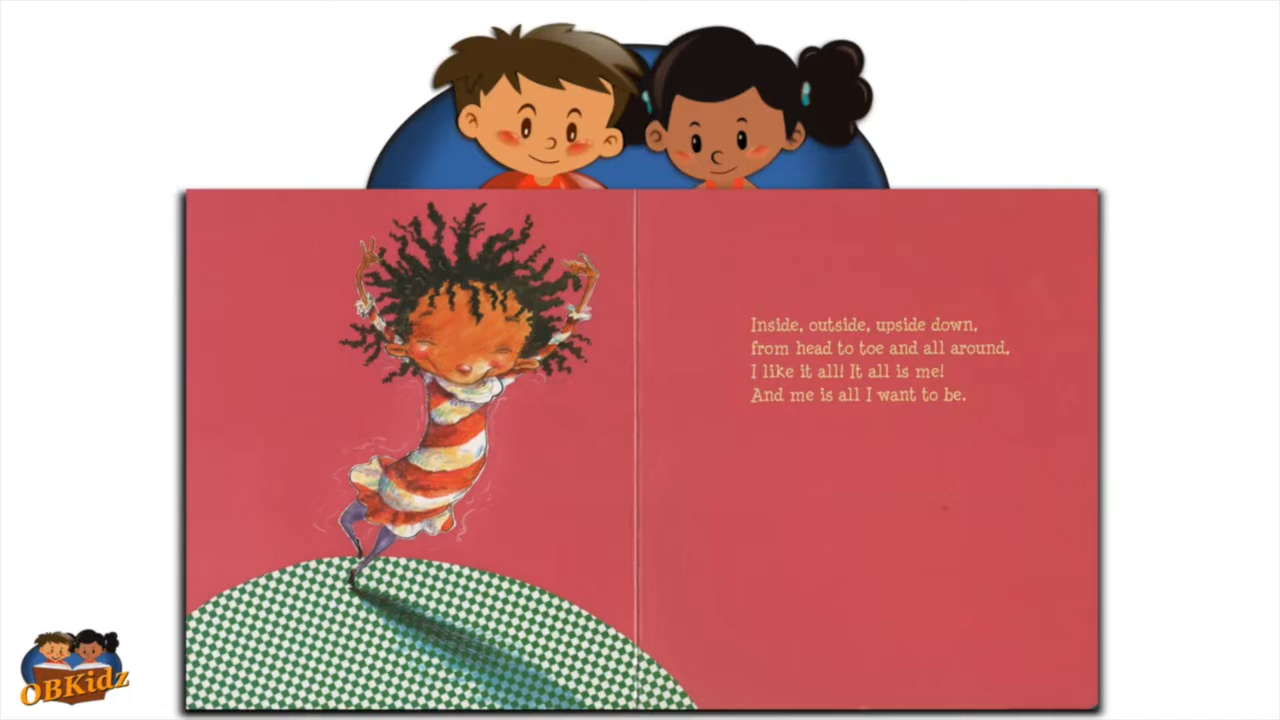 Inside, outside, upside down,
from head to toe and all around,
I like it all! It all is me!
And me is all I want to be.
OBKidz